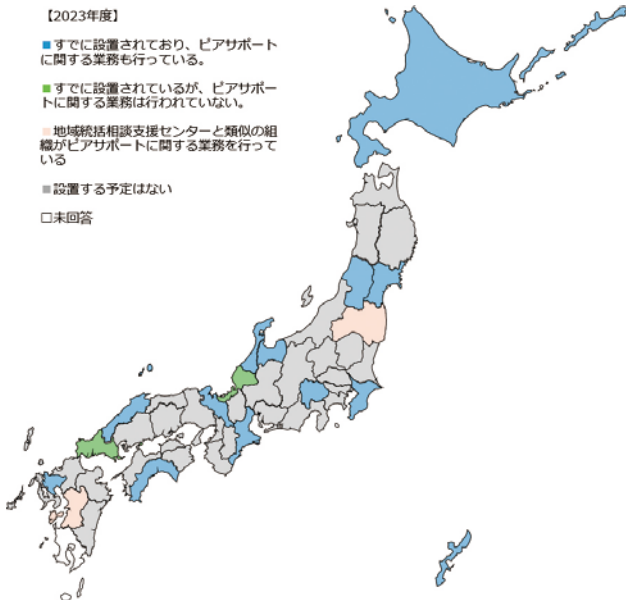 【2023年度】
■すでに設置されており、ピアサポート
に関する業務も行っている。
■すでに設置されているが、ピアサポー
トに関する業務は行われていない。
■地域統括相談支援センターと類似の組
織がピアサポートに関する業務を行って
いる
■設置する予定はない
□未回答